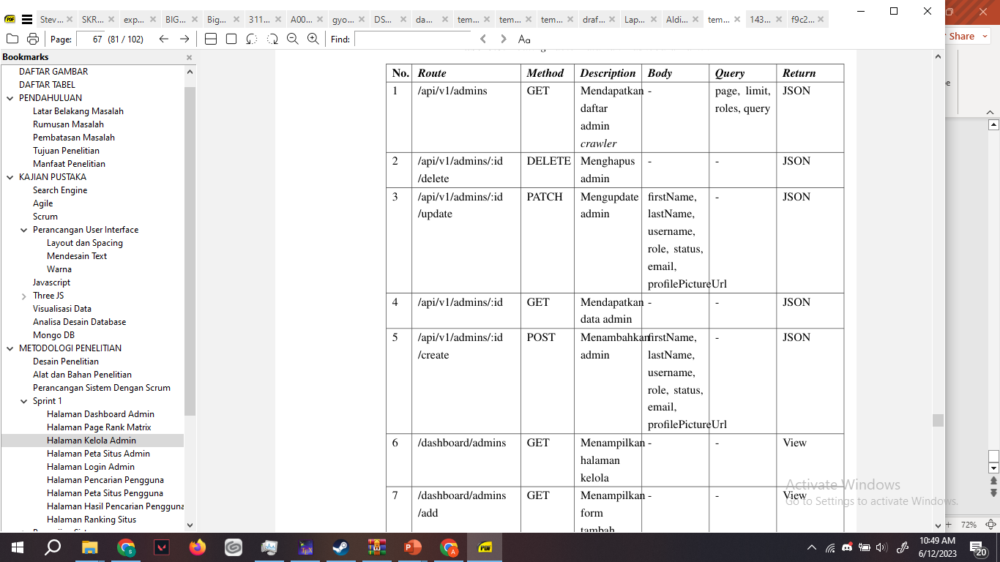 Stev...
SKR...
exp...
BIG...
Big...
311...
A00...
gyo...
DS...
da...
tem...
tem...
tem...
draf...
Lap...
Aldi...
tem...
143...
f9c2...
Share
Page:
67
(81 / 102)
Find:
Aa
Bookmarks
DAFTAR GAMBAR
DAFTAR TABEL
PENDAHULUAN
Latar Belakang Masalah
Rumusan Masalah
Pembatasan Masalah
Tujuan Penelitian
Manfaat Penelitian
KAJIAN PUSTAKA
Search Engine
Agile
Scrum
Perancangan User Interface
Layout dan Spacing
Mendesain Text
Warna
Javascript
Three JS
Visualisasi Data
Analisa Desain Database
Mongo DB
METODOLOGI PENELITIAN
Desain Penelitian
Alat dan Bahan Penelitian
Perancangan Sistem Dengan Scrum
Sprint 1
Halaman Dashboard Admin
Halaman Page Rank Matrix
Halaman Kelola Admin
Halaman Peta Situs Admin
Halaman Login Admin
Halaman Pencarian Pengguna
Halaman Peta Situs Pengguna
Halaman Hasil Pencarian Pengguna
Halaman Ranking Situs
No. Route Method Description Body Query Return
1 /api/v1/admins GET Mendapatkan - page, limit, JSON
daftar roles, query
admin
crawler
2 /api/v1/admins/:id DELETE Menghapus - - JSON
/delete admin
3 /api/v1/admins/:id PATCH Mengupdate firstName, - JSON
/update admin lastName,
username,
role, status,
email,
profilePictureUrl
4 /api/v1/admins/:id GET Mendapatkan - - JSON
data admin
5 /api/v1/admins/:id POST Menambahkan firstName, - JSON
/create admin lastName,
username,
role, status,
email,
profilePictureUrl
6 /dashboard/admins GET Menampilkan - - View
halaman
kelola
7 /dashboard/admins GET Menampilkan - - View
/add form
tambah
Activate Windows
Go to Settings to activate Windows.
72%
10:49 AM
6/12/2023
20